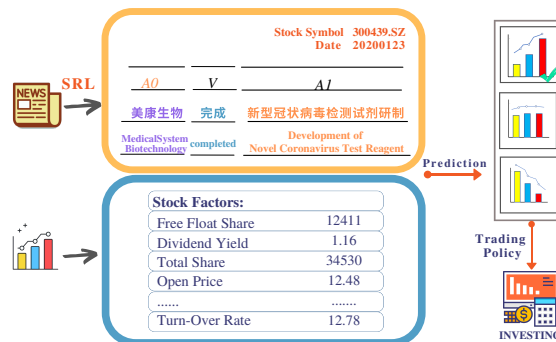 Stock Symbol 300439.SZ
Date 20200123
NEWS
SRL
A0 V A1
美康生物 完成 新型冠状病毒检测试剂研制
MedicalSystem Biotechnology completed Development of Novel Coronavirus Test Reagent
Prediction
Stock Factors:
Free Float Share 12411
Dividend Yield 1.16
Total Share 34530
Open Price 12.48
...... .......
Turn-Over Rate 12.78
Trading
Policy
INVESTING